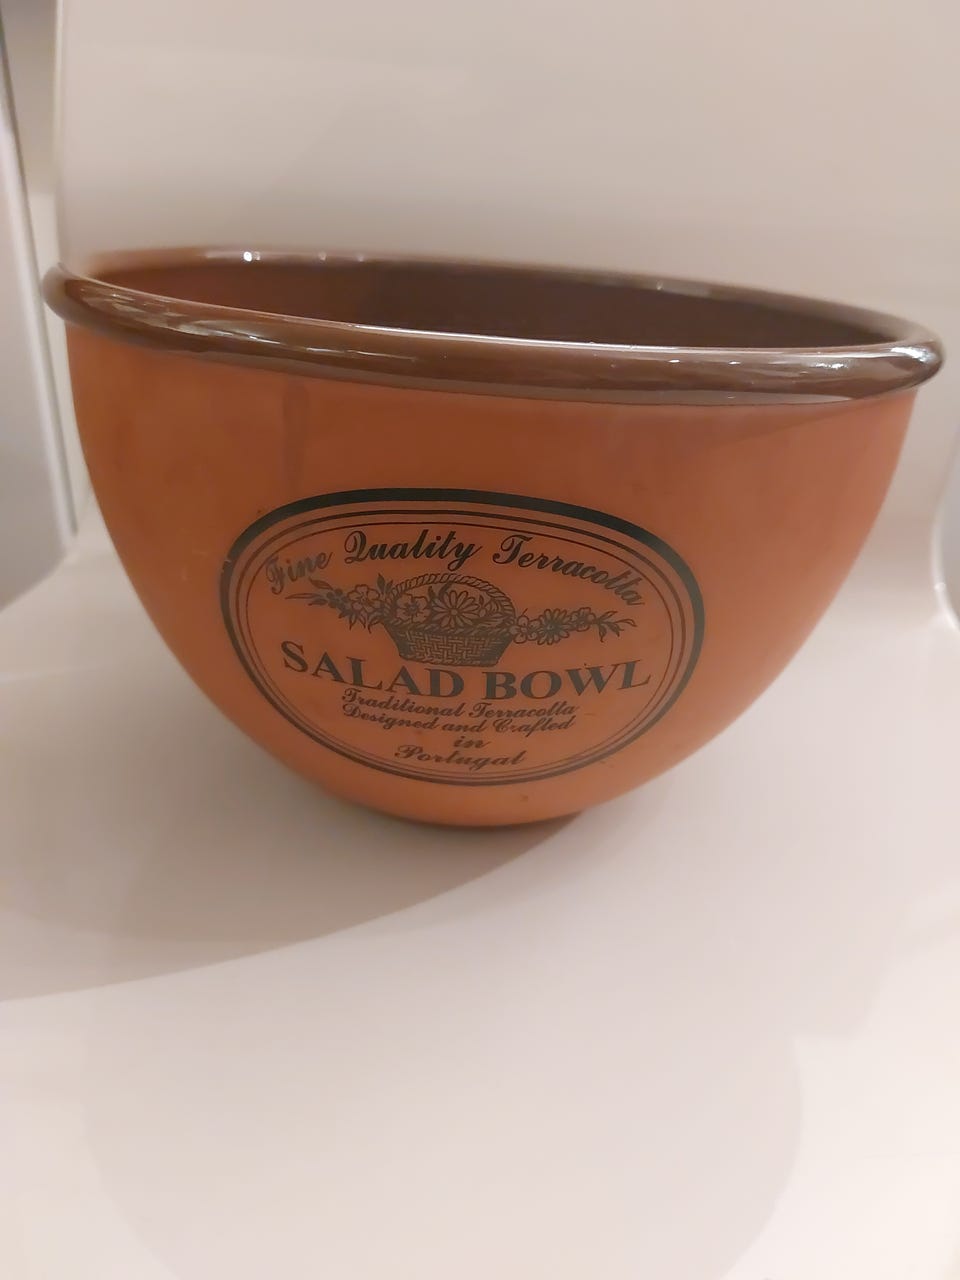 Fine Quality Terracotta
SALAD BOWL
Traditional Terracotta
Designed and Crafted
in
Portugal